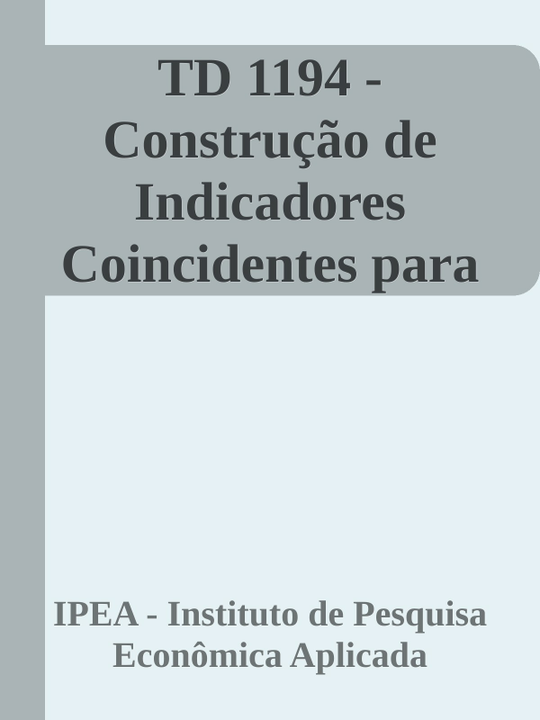 TD 1194 -
Construção de
Indicadores
Coincidentes para
IPEA - Instituto de Pesquisa
Econômica Aplicada